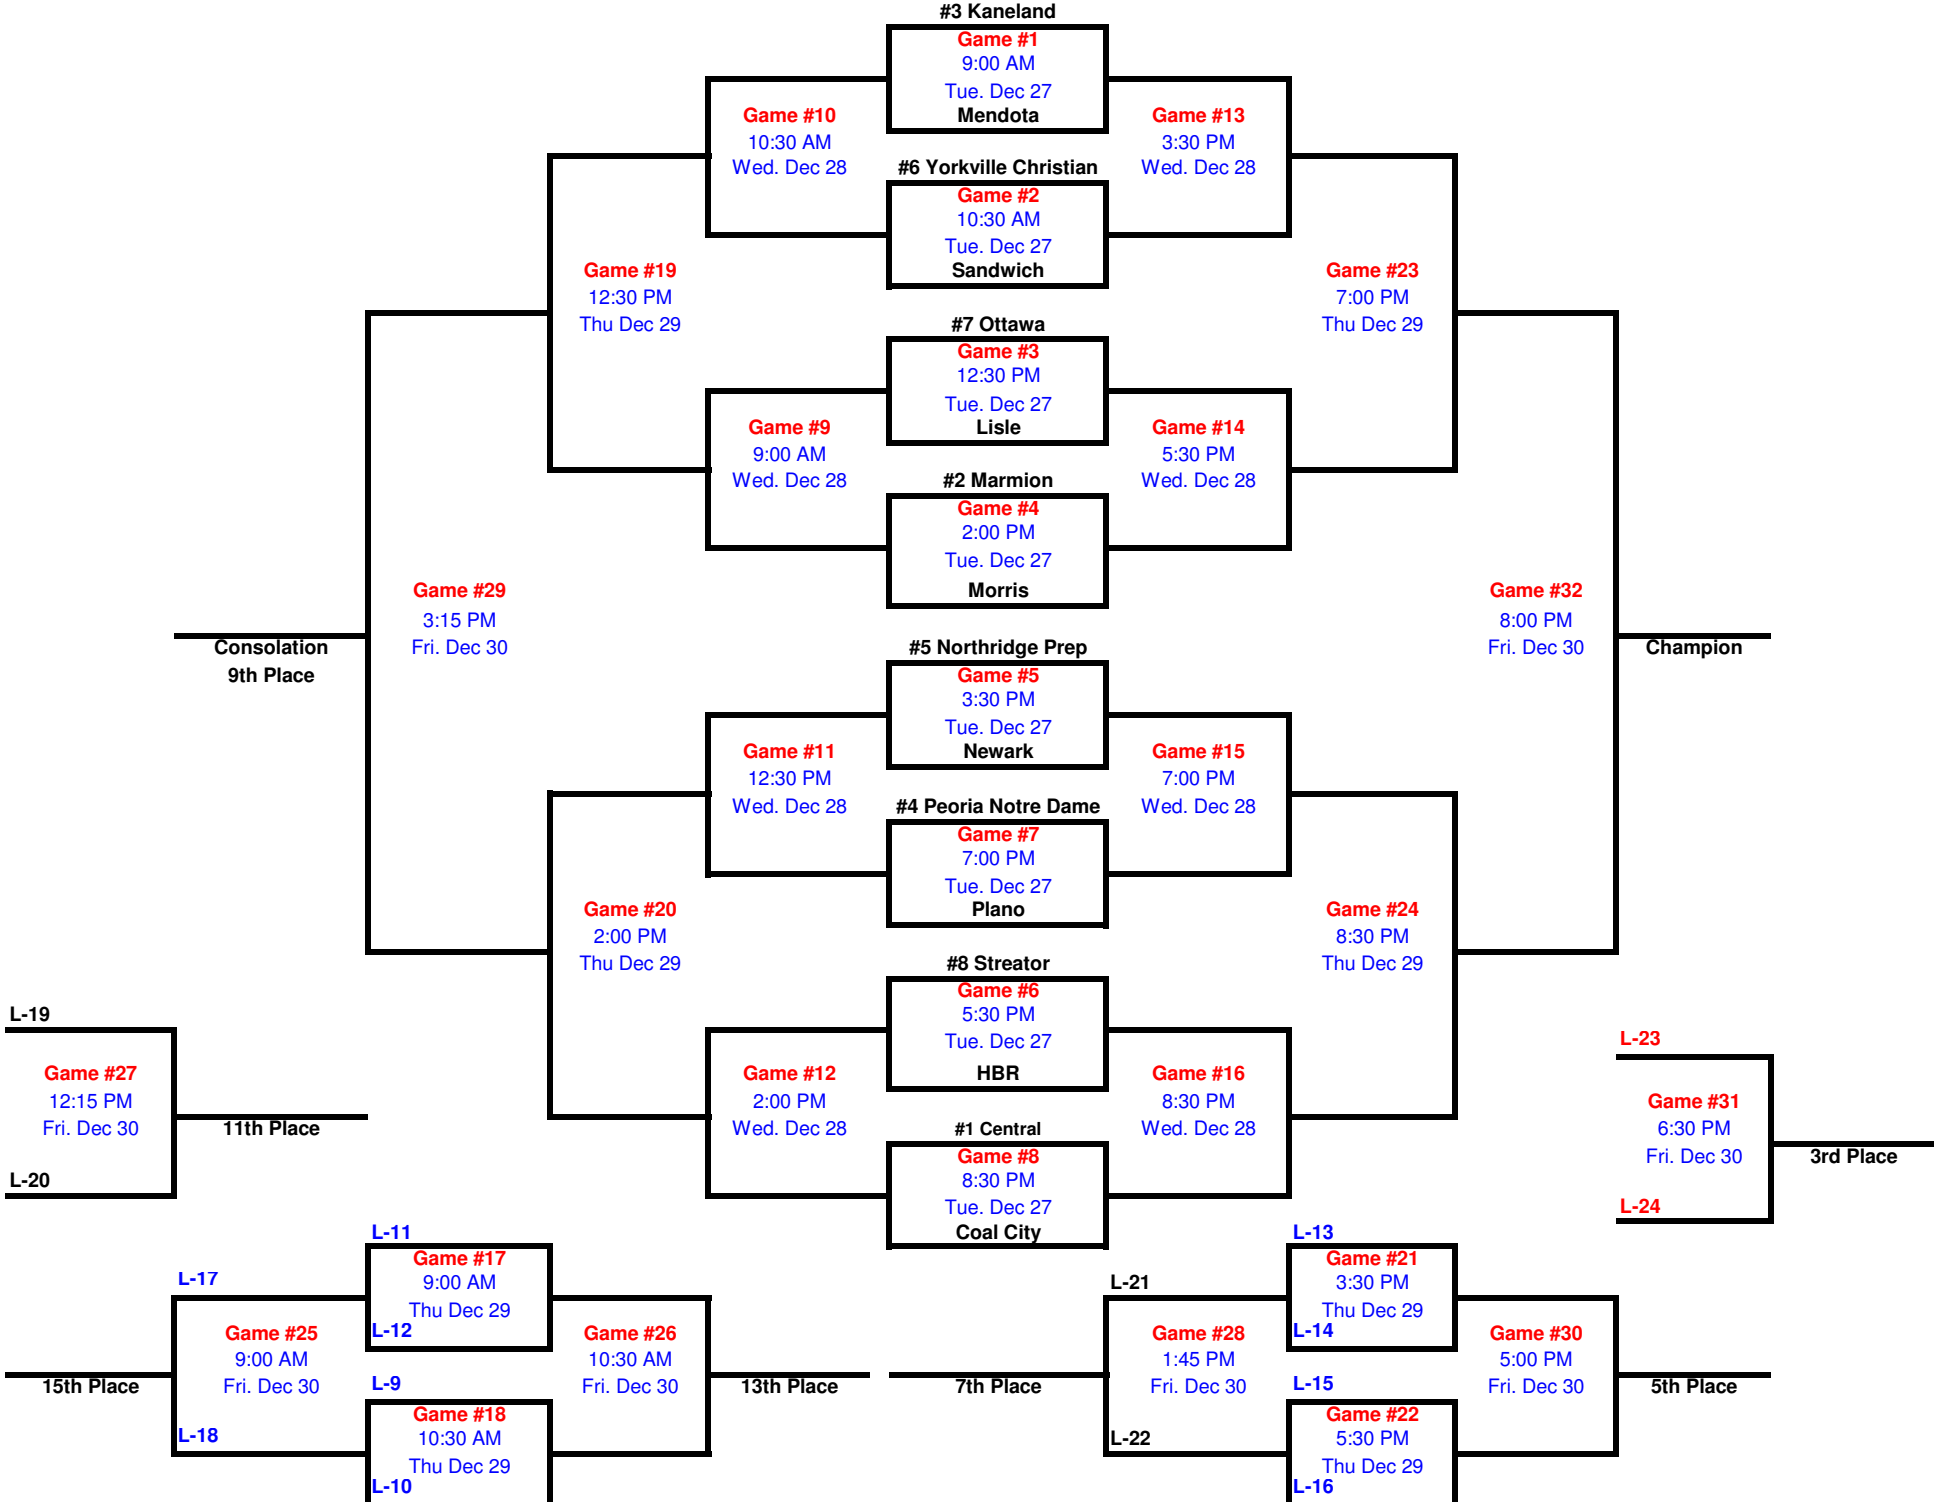 #3 Kaneland
Game #1
9:00 AM
Tue. Dec 27
Mendota
Game #10
10:30 AM
Wed. Dec 28
Game #13
3:30 PM
Wed. Dec 28
#6 Yorkville Christian
Game #2
10:30 AM
Tue. Dec 27
Sandwich
Game #19
12:30 PM
Thu Dec 29
Game #23
7:00 PM
Thu Dec 29
#7 Ottawa
Game #3
12:30 PM
Tue. Dec 27
Lisle
Game #9
9:00 AM
Wed. Dec 28
Game #14
5:30 PM
Wed. Dec 28
#2 Marmion
Game #4
2:00 PM
Tue. Dec 27
Morris
Game #29
3:15 PM
Fri. Dec 30
Consolation
9th Place
Game #32
8:00 PM
Fri. Dec 30
Champion
#5 Northridge Prep
Game #5
3:30 PM
Tue. Dec 27
Newark
Game #11
12:30 PM
Wed. Dec 28
Game #15
7:00 PM
Wed. Dec 28
#4 Peoria Notre Dame
Game #7
7:00 PM
Tue. Dec 27
Plano
Game #20
2:00 PM
Thu Dec 29
Game #24
8:30 PM
Thu Dec 29
#8 Streator
Game #6
5:30 PM
Tue. Dec 27
HBR
L-19
Game #27
12:15 PM
Fri. Dec 30
11th Place
L-20
Game #12
2:00 PM
Wed. Dec 28
Game #16
8:30 PM
Wed. Dec 28
L-23
Game #31
6:30 PM
Fri. Dec 30
3rd Place
L-24
#1 Central
Game #8
8:30 PM
Tue. Dec 27
Coal City
L-11
Game #17
9:00 AM
Thu Dec 29
L-12
L-17
Game #25
9:00 AM
Fri. Dec 30
15th Place
L-18
Game #26
10:30 AM
Fri. Dec 30
13th Place
L-9
Game #18
10:30 AM
Thu Dec 29
L-10
L-13
Game #21
3:30 PM
Thu Dec 29
L-14
L-21
Game #28
1:45 PM
Fri. Dec 30
7th Place
L-22
Game #30
5:00 PM
Fri. Dec 30
5th Place
L-15
Game #22
5:30 PM
Thu Dec 29
L-16